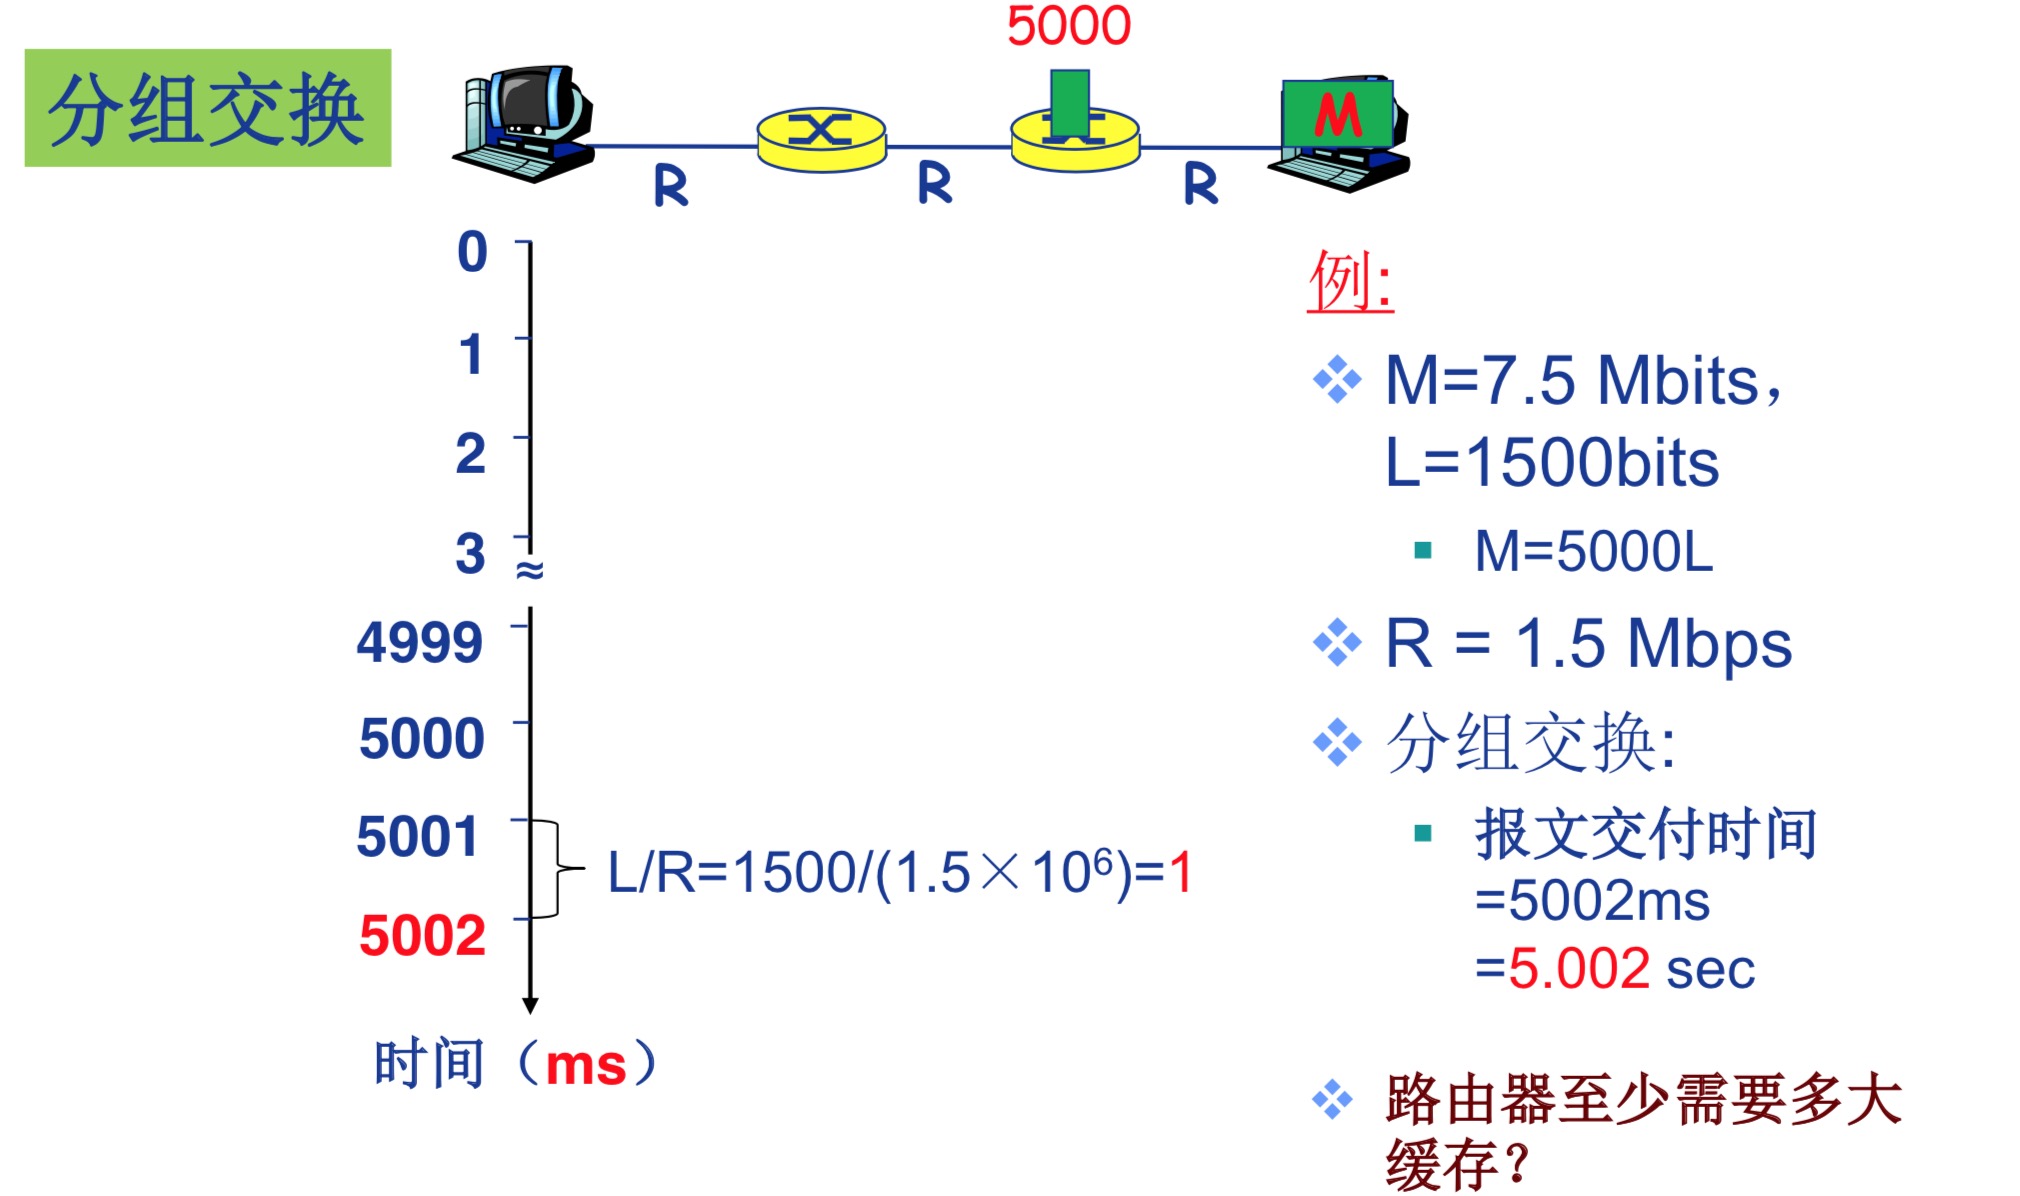 5000
分组交换
M
R
R
R
0
1
2
3
≈
4999
5000
5001
5002
L/R=1500/(1.5×10⁶)=1
时间（ms）
例:
M=7.5 Mbits，
L=1500bits
M=5000L
R = 1.5 Mbps
分组交换:
报文交付时间
=5002ms
=5.002 sec
路由器至少需要多大
缓存？